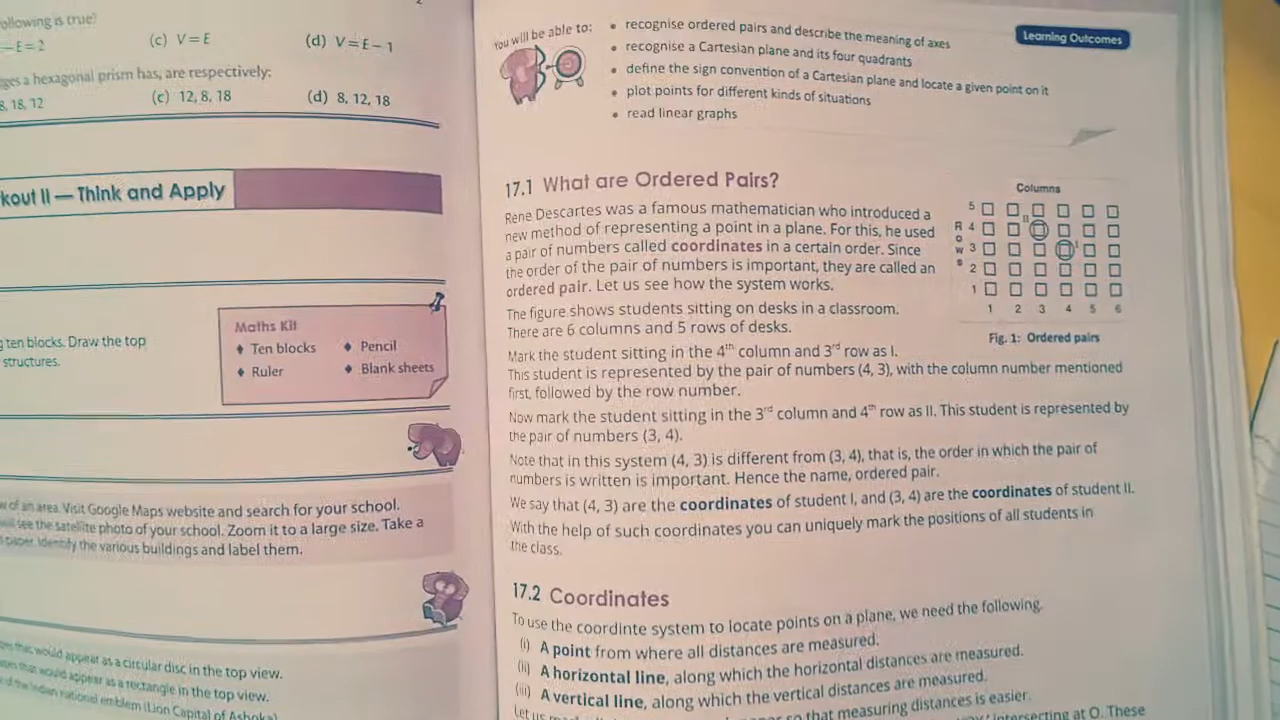 ollowing is true?
–E=2
(c) V=E
(d) V=E–1
ges a hexagonal prism has, are respectively:
8, 18, 12
(c) 12, 8, 18
(d) 8, 12, 18
kout II — Think and Apply
g ten blocks. Draw the top
structures.
Maths Kit
♦ Ten blocks
♦ Pencil
♦ Ruler
♦ Blank sheets
w of an area. Visit Google Maps website and search for your school.
will see the satellite photo of your school. Zoom it to a large size. Take a
paper. Identify the various buildings and label them.
that would appear as a circular disc in the top view.
that would appear as a rectangle in the top view.
of the Indian national emblem (Lion Capital of Ashoka)
You will be able to:
• recognise ordered pairs and describe the meaning of axes
• recognise a Cartesian plane and its four quadrants
• define the sign convention of a Cartesian plane and locate a given point on it
• plot points for different kinds of situations
• read linear graphs
Learning Outcomes
17.1 What are Ordered Pairs?
Rene Descartes was a famous mathematician who introduced a
new method of representing a point in a plane. For this, he used
a pair of numbers called coordinates in a certain order. Since
the order of the pair of numbers is important, they are called an
ordered pair. Let us see how the system works.
The figure shows students sitting on desks in a classroom.
There are 6 columns and 5 rows of desks.
Columns
Rows
5
4
3
2
1
II
I
1 2 3 4 5 6
Fig. 1: Ordered pairs
Mark the student sitting in the 4th column and 3rd row as I.
This student is represented by the pair of numbers (4, 3), with the column number mentioned
first, followed by the row number.
Now mark the student sitting in the 3rd column and 4th row as II. This student is represented by
the pair of numbers (3, 4).
Note that in this system (4, 3) is different from (3, 4), that is, the order in which the pair of
numbers is written is important. Hence the name, ordered pair.
We say that (4, 3) are the coordinates of student I, and (3, 4) are the coordinates of student II.
With the help of such coordinates you can uniquely mark the positions of all students in
the class.
17.2 Coordinates
To use the coordinte system to locate points on a plane, we need the following.
(i) A point from where all distances are measured.
(ii) A horizontal line, along which the horizontal distances are measured.
(iii) A vertical line, along which the vertical distances are measured.
Let us so that measuring distances is easier.
intersecting at O. These